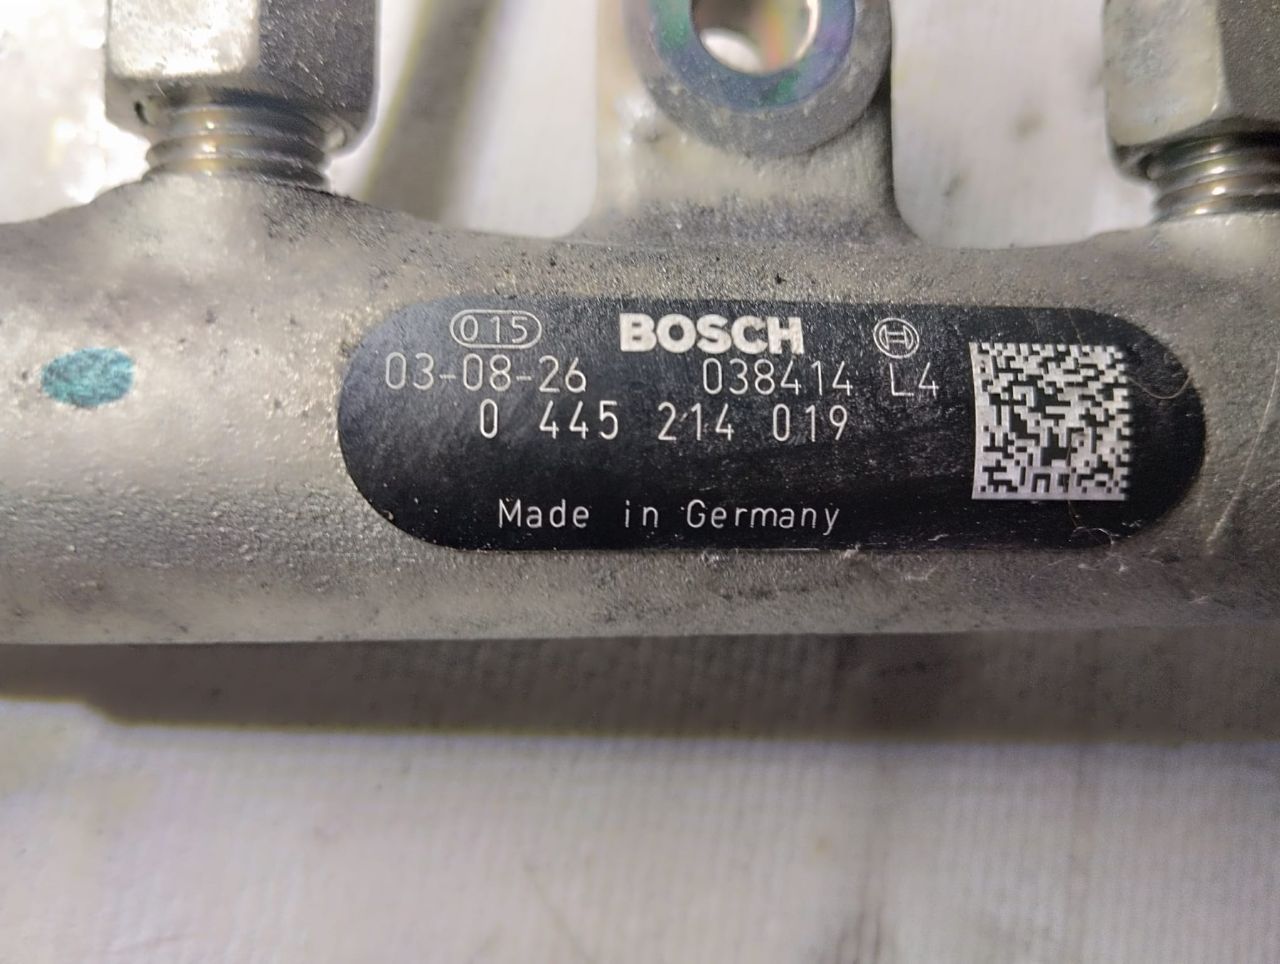 015 BOSCH
03-08-26 038414 L4
0 445 214 019
Made in Germany